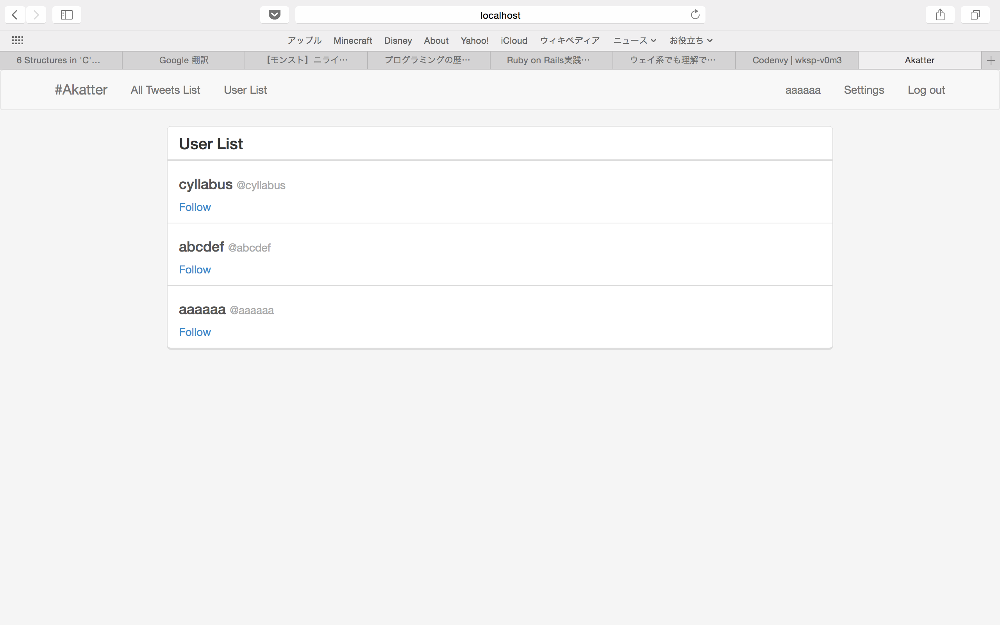 localhost
アップル Minecraft Disney About Yahoo! iCloud ウィキペディア ニュース お役立ち
6 Structures in 'C'... Google 翻訳 【モンスト】ニライ… プログラミングの歴… Ruby on Rails実践… ウェイ系でも理解で… Codenvy | wksp-v0m3 Akatter
#Akatter All Tweets List User List aaaaaa Settings Log out
User List
cyllabus @cyllabus
Follow
abcdef @abcdef
Follow
aaaaaa @aaaaaa
Follow